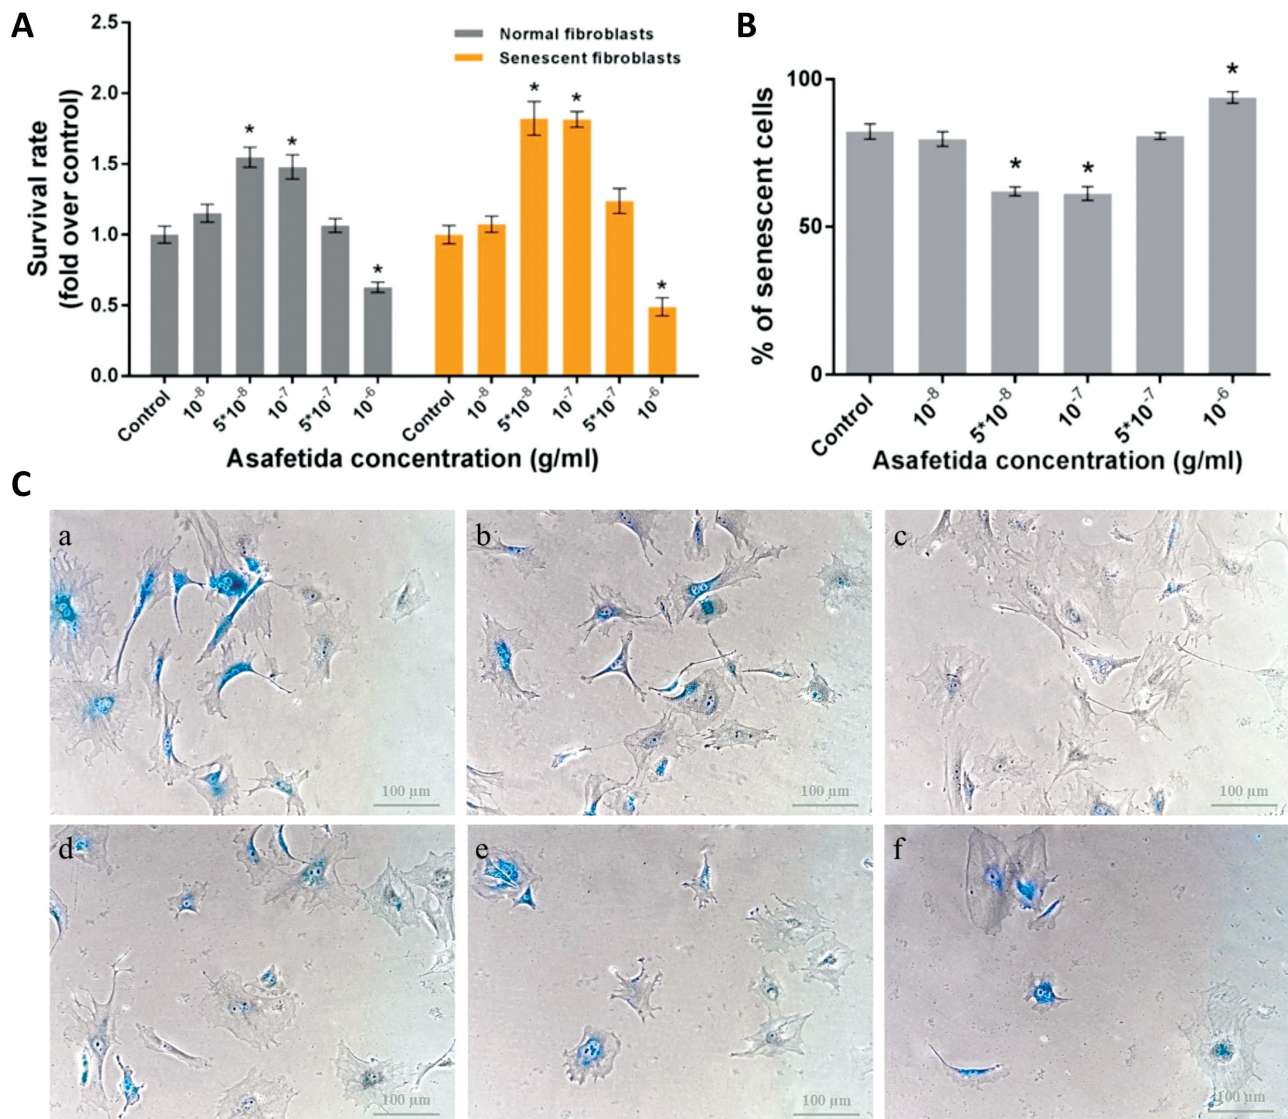 A
2.5
2.0
1.5
1.0
0.5
0.0
Survival rate
(fold over control)
Normal fibroblasts
Senescent fibroblasts
*
*
*
*
*
*
Control
10⁻⁸
5*10⁻⁸
10⁻⁷
5*10⁻⁷
10⁻⁶
Control
10⁻⁸
5*10⁻⁸
10⁻⁷
5*10⁻⁷
10⁻⁶
Asafetida concentration (g/ml)
B
100
50
0
% of senescent cells
*
*
*
Control
10⁻⁸
5*10⁻⁸
10⁻⁷
5*10⁻⁷
10⁻⁶
Asafetida concentration (g/ml)
C
a
100 µm
b
100 µm
c
100 µm
d
100 µm
e
100 µm
f
100 µm